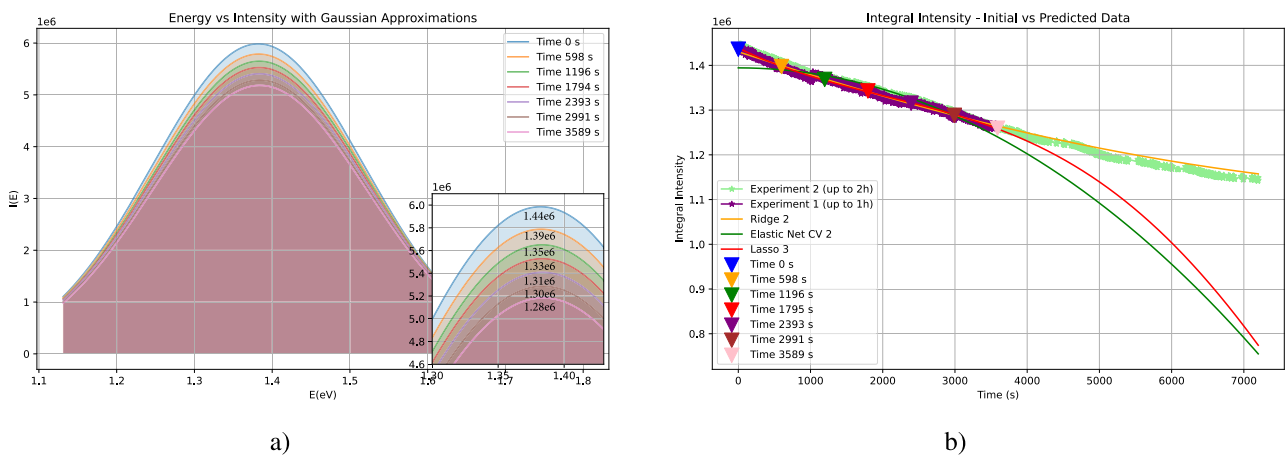 Energy vs Intensity with Gaussian Approximations
1e6
6
5
4
3
2
1
0
I(E)
Time 0 s
Time 598 s
Time 1196 s
Time 1794 s
Time 2393 s
Time 2991 s
Time 3589 s
1e6
6.0
5.8
5.6
5.4
5.2
5.0
4.8
4.6
1.44e6
1.39e6
1.35e6
1.33e6
1.31e6
1.30e6
1.28e6
1.30 1.35 1.40
1.1 1.2 1.3 1.4 1.5 1.6 1.7 1.8
E(eV)
a)
Integral Intensity - Initial vs Predicted Data
1e6
1.4
1.3
1.2
1.1
1.0
0.9
0.8
Integral Intensity
Experiment 2 (up to 2h)
Experiment 1 (up to 1h)
Ridge 2
Elastic Net CV 2
Lasso 3
Time 0 s
Time 598 s
Time 1196 s
Time 1795 s
Time 2393 s
Time 2991 s
Time 3589 s
0 1000 2000 3000 4000 5000 6000 7000
Time (s)
b)